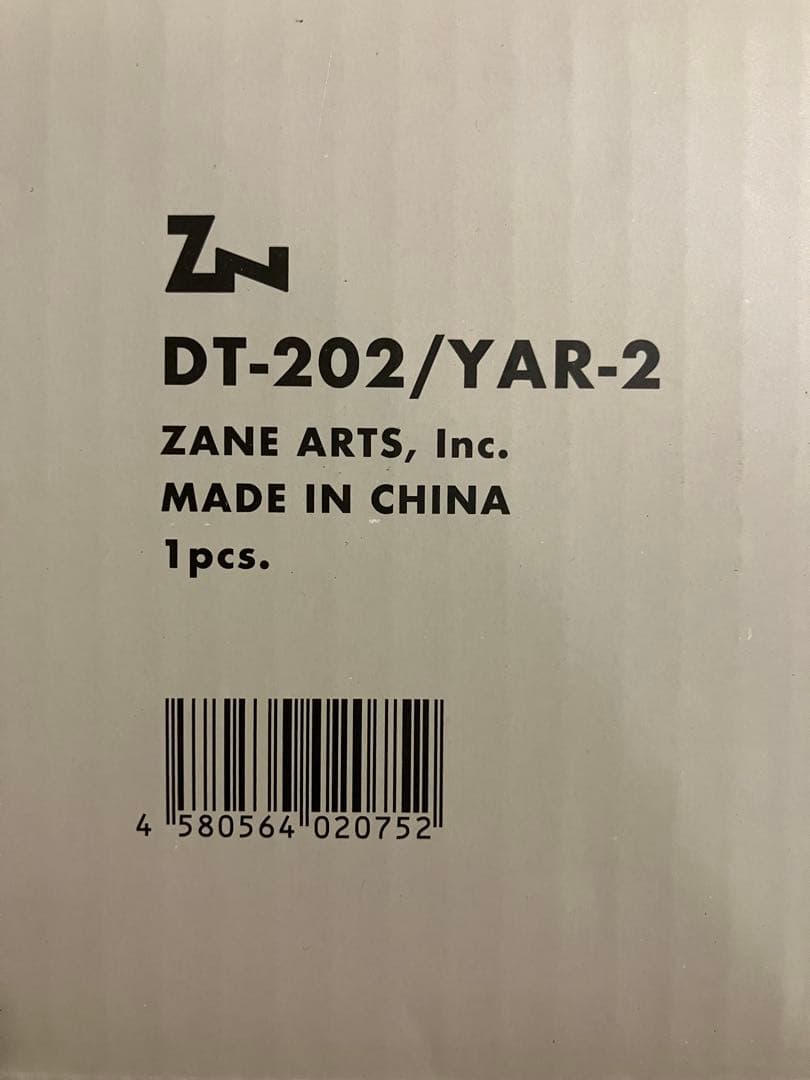 ZN
DT-202/YAR-2
ZANE ARTS, Inc.
MADE IN CHINA
1pcs.
4 580564 020752